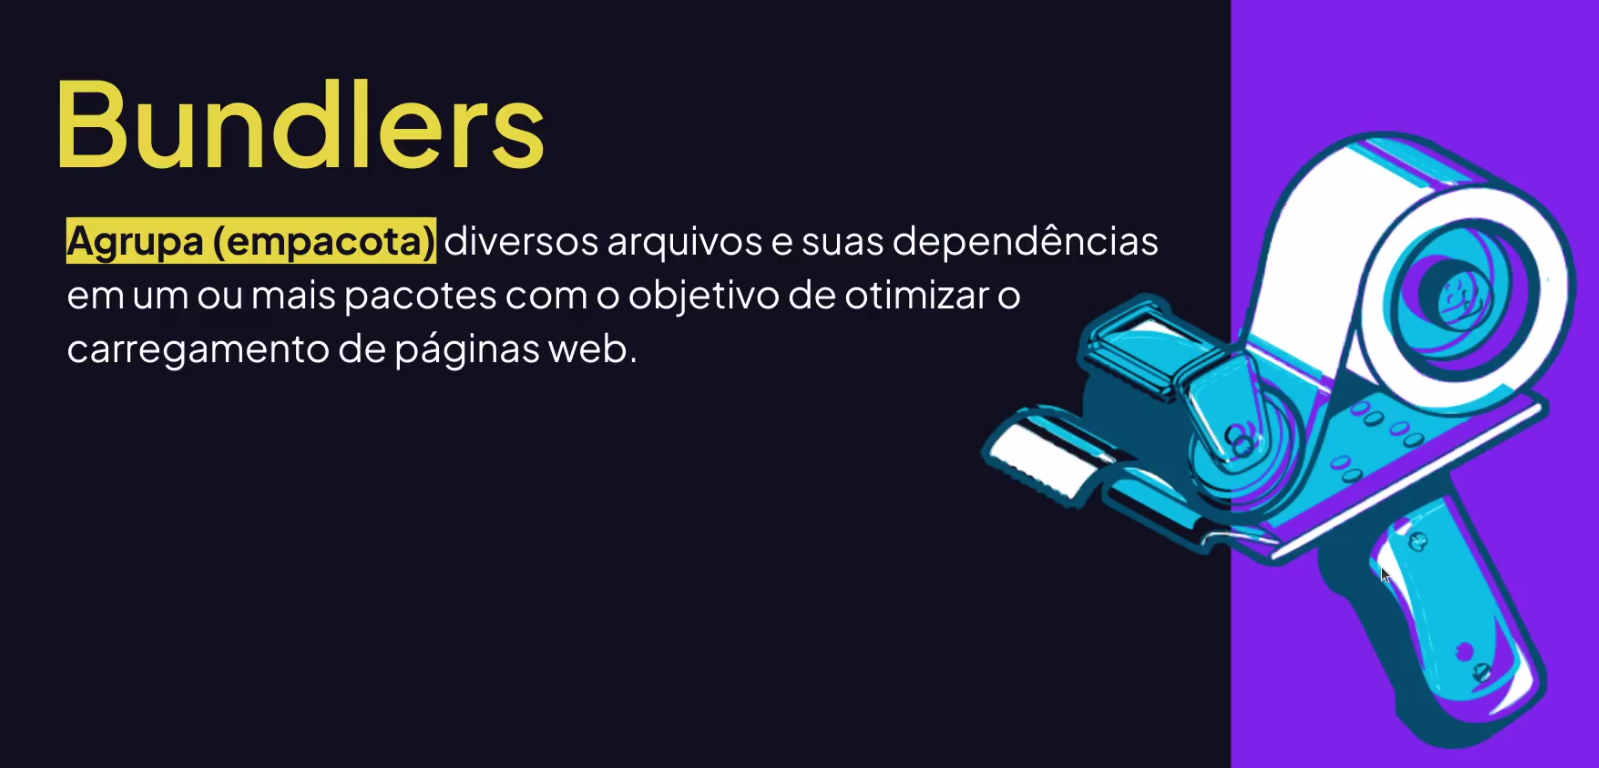 Bundlers
Agrupa (empacota) diversos arquivos e suas dependências
em um ou mais pacotes com o objetivo de otimizar o
carregamento de páginas web.